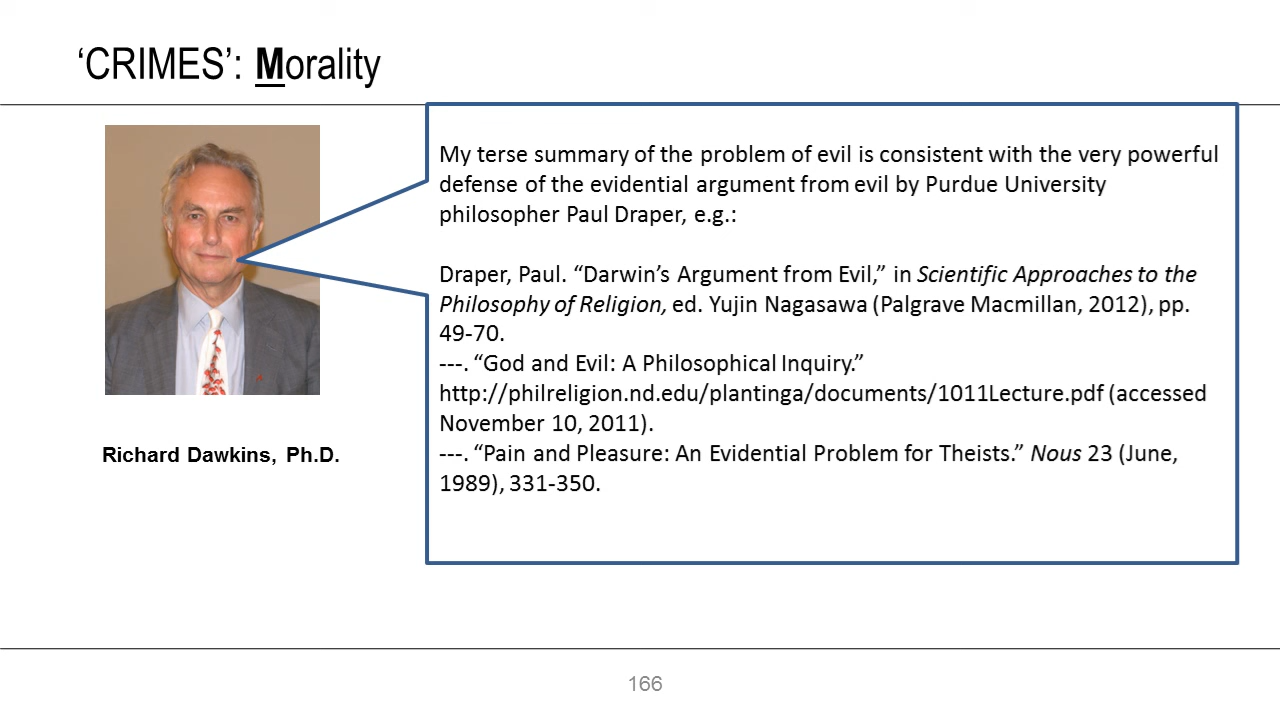 ‘CRIMES’: Morality
My terse summary of the problem of evil is consistent with the very powerful
defense of the evidential argument from evil by Purdue University
philosopher Paul Draper, e.g.:
Draper, Paul. “Darwin’s Argument from Evil,” in Scientific Approaches to the
Philosophy of Religion, ed. Yujin Nagasawa (Palgrave Macmillan, 2012), pp.
49-70.
---. “God and Evil: A Philosophical Inquiry.”
http://philreligion.nd.edu/plantinga/documents/1011Lecture.pdf (accessed
November 10, 2011).
---. “Pain and Pleasure: An Evidential Problem for Theists.” Nous 23 (June,
1989), 331-350.
Richard Dawkins, Ph.D.
166